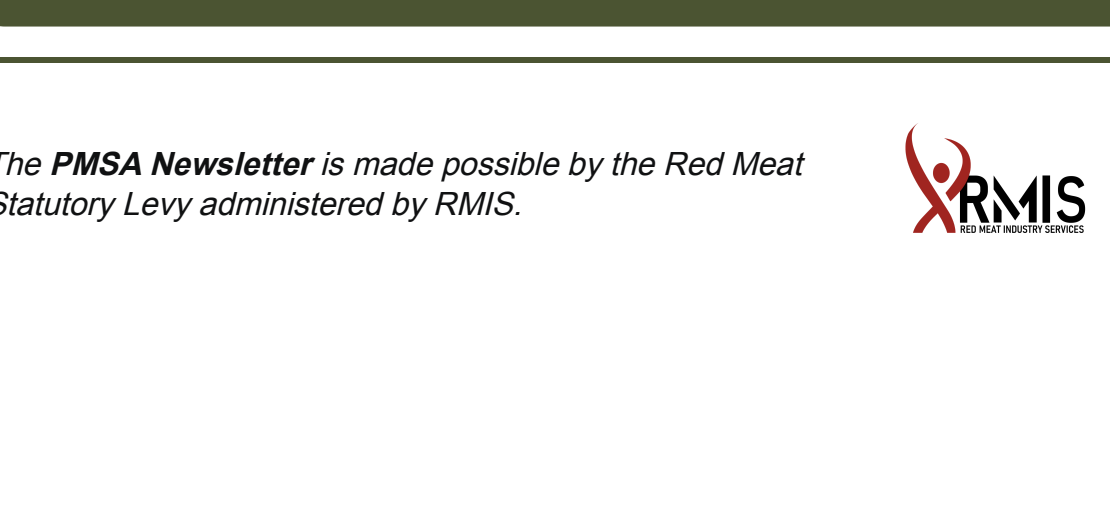 The PMSA Newsletter is made possible by the Red Meat
Statutory Levy administered by RMIS.
RMIS
RED MEAT INDUSTRY SERVICES